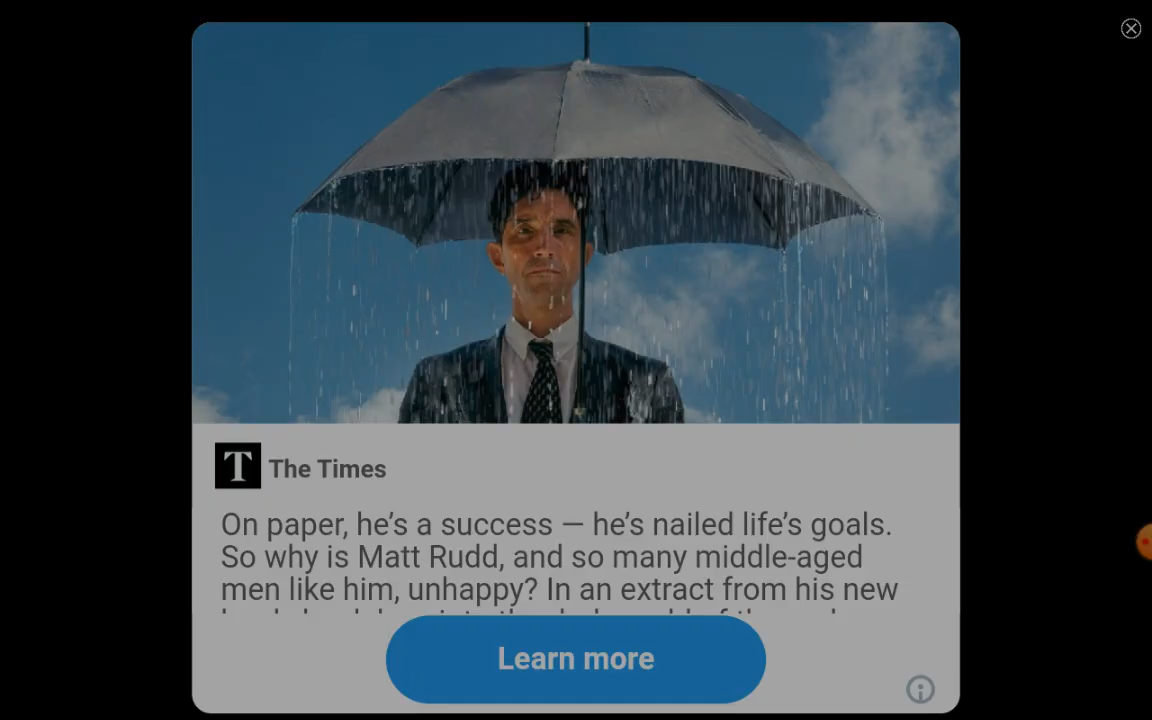 T The Times
On paper, he's a success — he's nailed life's goals.
So why is Matt Rudd, and so many middle-aged
men like him, unhappy? In an extract from his new
Learn more